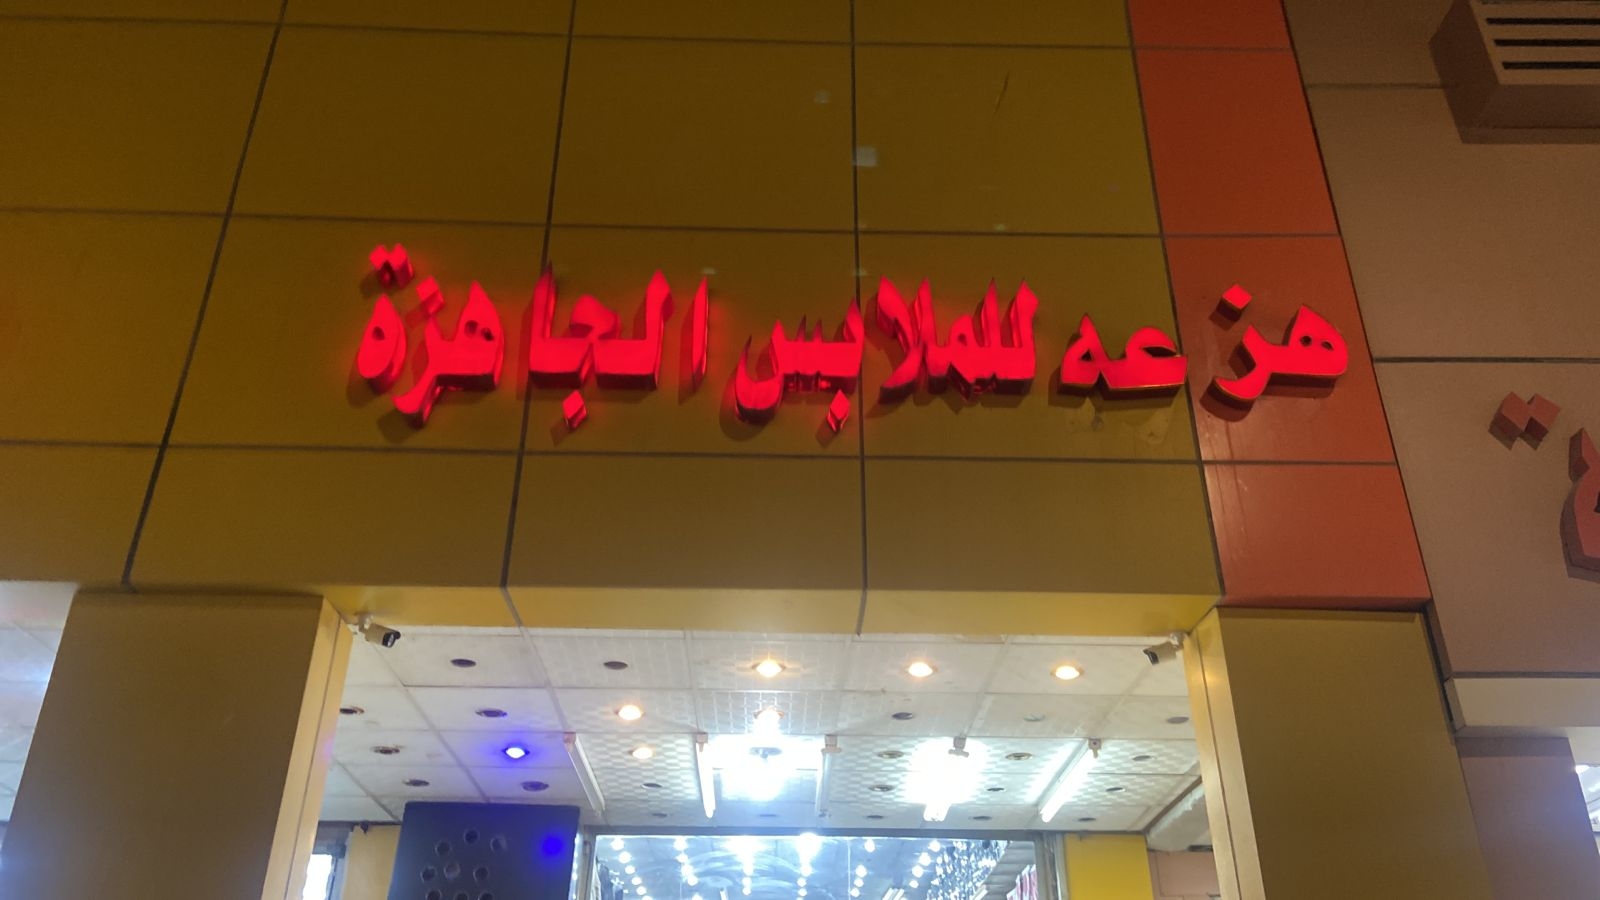 هزعه للملابس الجاهزة